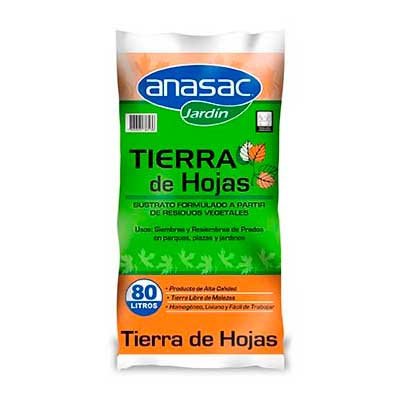 anasac
Jardín
TIERRA
de Hojas
SUSTRATO FORMULADO A PARTIR
DE RESIDUOS VEGETALES
Usos: Siembras y Resiembras de Prados
en parques, plazas y jardines
80
LITROS
• Producto de Alta Calidad
• Tierra Libre de Malezas
• Homogéneo, Liviano y Fácil de Trabajar
Tierra de Hojas